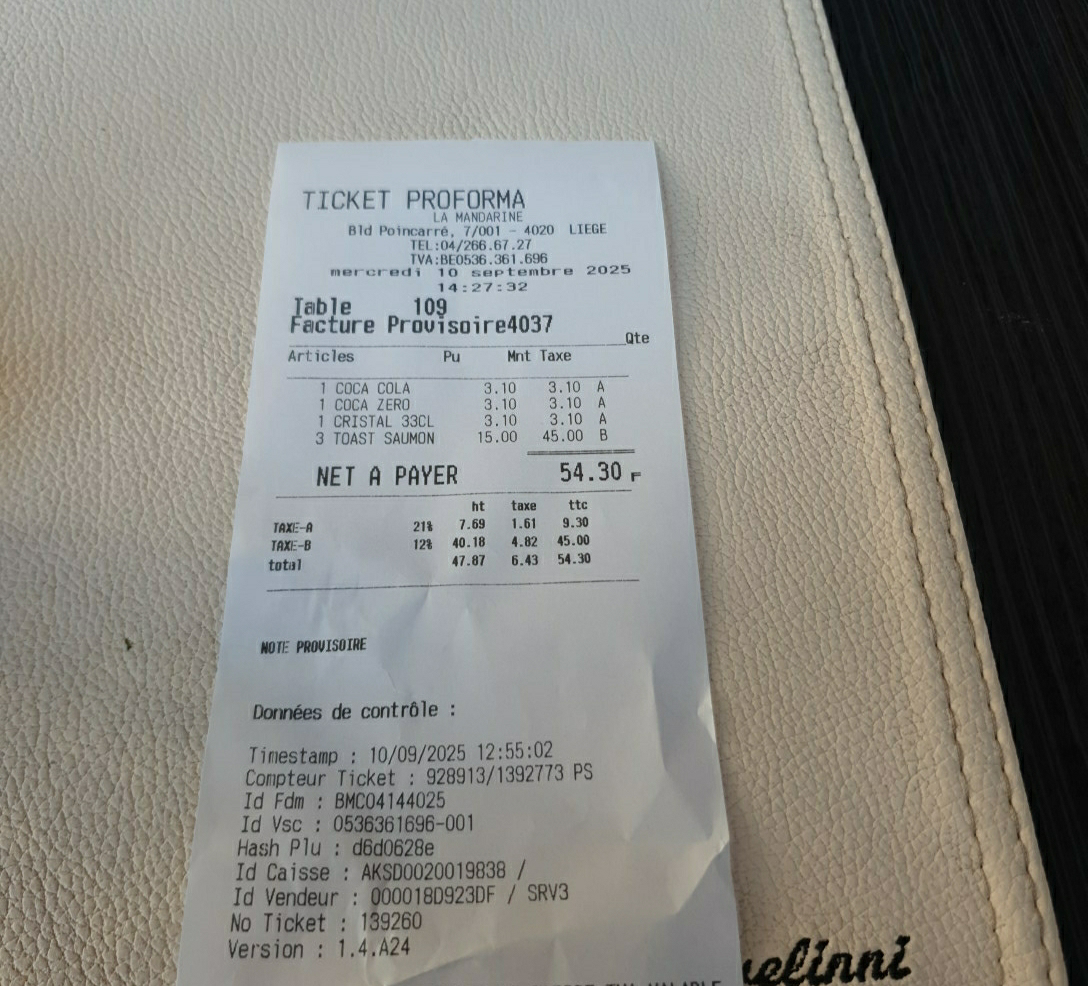 TICKET PROFORMA
LA MANDARINE
Bld Poincarré, 7/001 - 4020 LIEGE
TEL:04/266.67.27
TVA:BE0536.361.696
mercredi 10 septembre 2025
14:27:32
Table 109
Facture Provisoire4037
Qte
Articles Pu Mnt Taxe
1 COCA COLA 3.10 3.10 A
1 COCA ZERO 3.10 3.10 A
1 CRISTAL 33CL 3.10 3.10 A
3 TOAST SAUMON 15.00 45.00 B
NET A PAYER 54.30
ht taxe ttc
TAXE-A 21% 7.69 1.61 9.30
TAXE-B 12% 40.18 4.82 45.00
total 47.87 6.43 54.30
NOTE PROVISOIRE
Données de contrôle :
Timestamp : 10/09/2025 12:55:02
Compteur Ticket : 928913/1392773 PS
Id Fdm : BMC04144025
Id Vsc : 0536361696-001
Hash Plu : d6d0628e
Id Caisse : AKSD0020019838 /
Id Vendeur : 000018D923DF / SRV3
No Ticket : 139260
Version : 1.4.A24